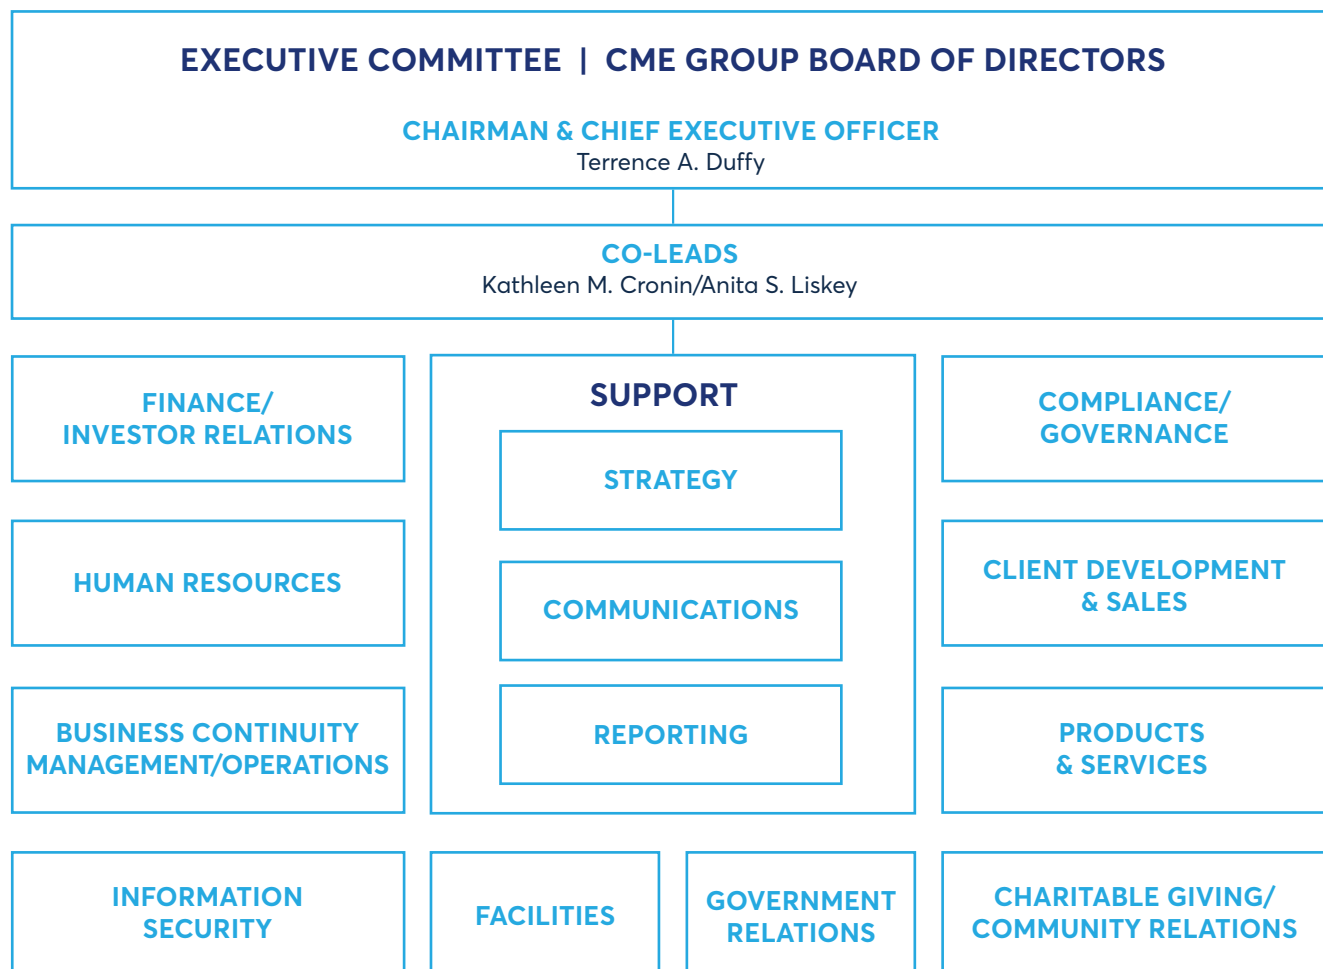 EXECUTIVE COMMITTEE | CME GROUP BOARD OF DIRECTORS
CHAIRMAN & CHIEF EXECUTIVE OFFICER
Terrence A. Duffy
CO-LEADS
Kathleen M. Cronin/Anita S. Liskey
FINANCE/
INVESTOR RELATIONS
SUPPORT
STRATEGY
COMMUNICATIONS
REPORTING
COMPLIANCE/
GOVERNANCE
HUMAN RESOURCES
CLIENT DEVELOPMENT
& SALES
BUSINESS CONTINUITY
MANAGEMENT/OPERATIONS
PRODUCTS
& SERVICES
INFORMATION
SECURITY
FACILITIES
GOVERNMENT
RELATIONS
CHARITABLE GIVING/
COMMUNITY RELATIONS